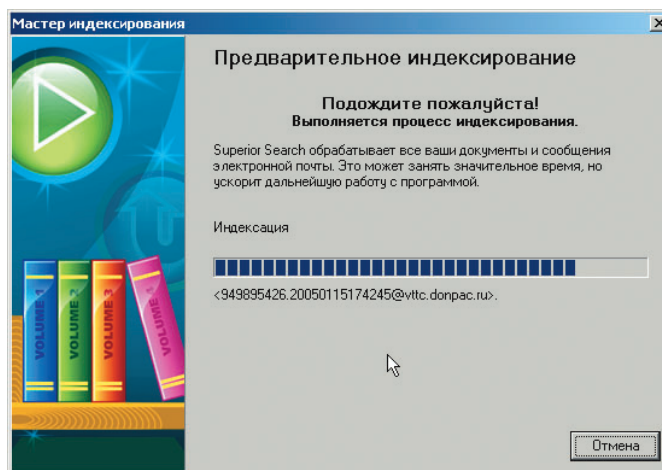 Мастер индексирования
Предварительное индексирование
Подождите пожалуйста!
Выполняется процесс индексирования.
Superior Search обрабатывает все ваши документы и сообщения
электронной почты. Это может занять значительное время, но
ускорит дальнейшую работу с программой.
Индексация
<949895426.20050115174245@vttc.donpac.ru>.
VOLUME 1
VOLUME 2
VOLUME 3
VOLUME 4
Отмена